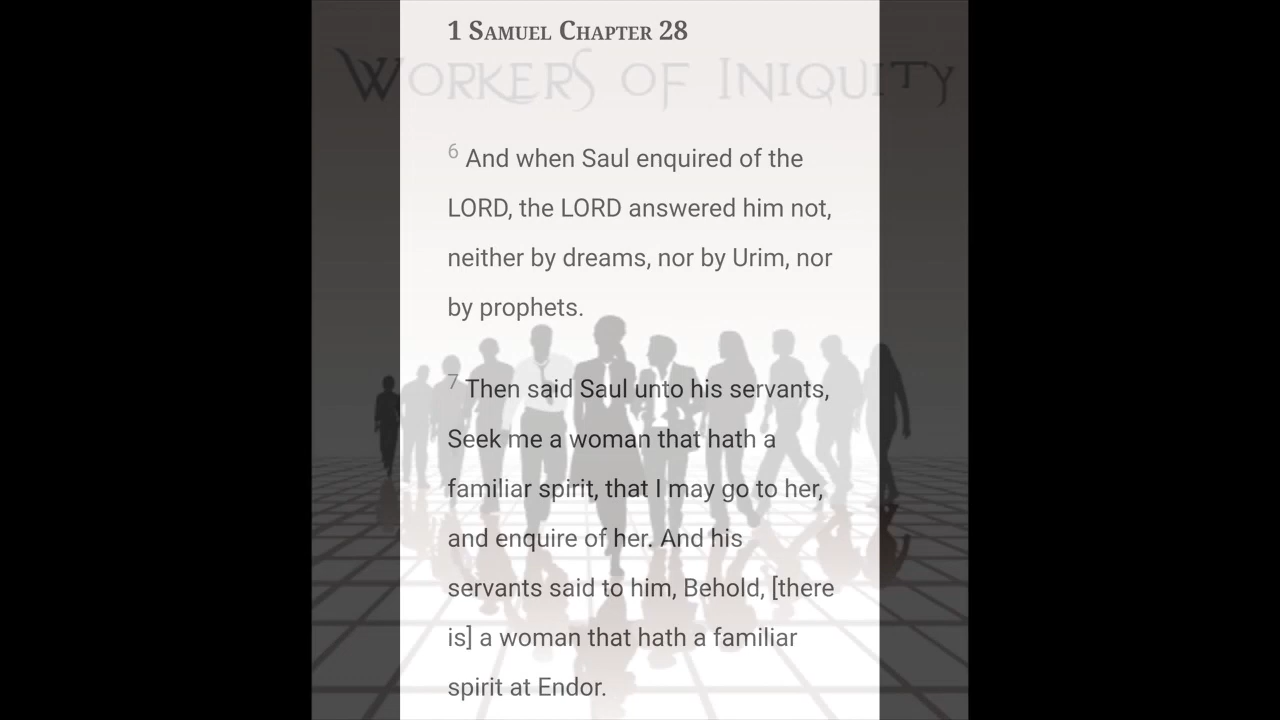 1 Samuel Chapter 28
Workers of Iniquity
6 And when Saul enquired of the
LORD, the LORD answered him not,
neither by dreams, nor by Urim, nor
by prophets.
7 Then said Saul unto his servants,
Seek me a woman that hath a
familiar spirit, that I may go to her,
and enquire of her. And his
servants said to him, Behold, [there
is] a woman that hath a familiar
spirit at Endor.